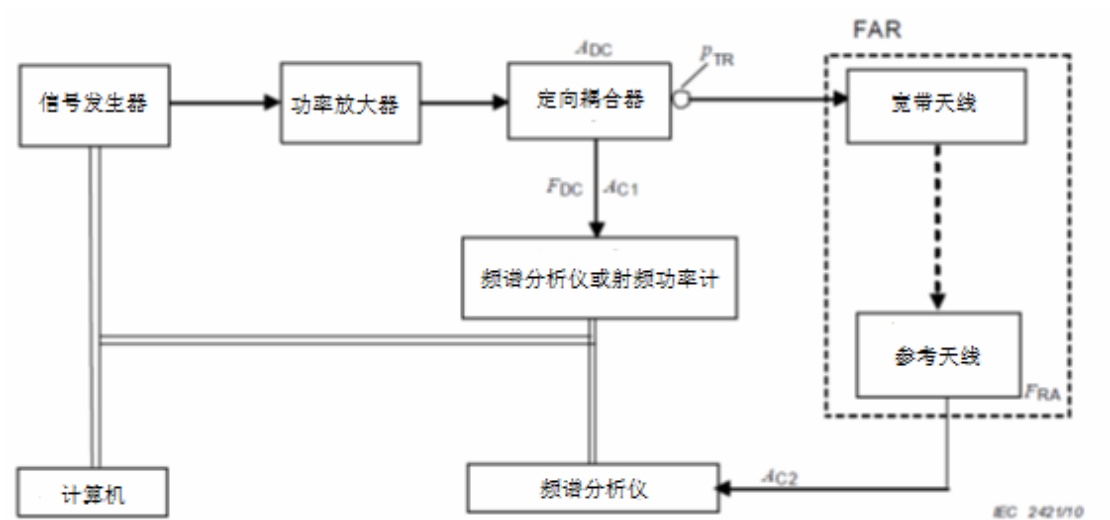 FAR
A_DC
p_TR
信号发生器
功率放大器
定向耦合器
宽带天线
F_DC A_C1
频谱分析仪或射频功率计
参考天线
F_RA
计算机
频谱分析仪
A_C2
IEC 2421/10